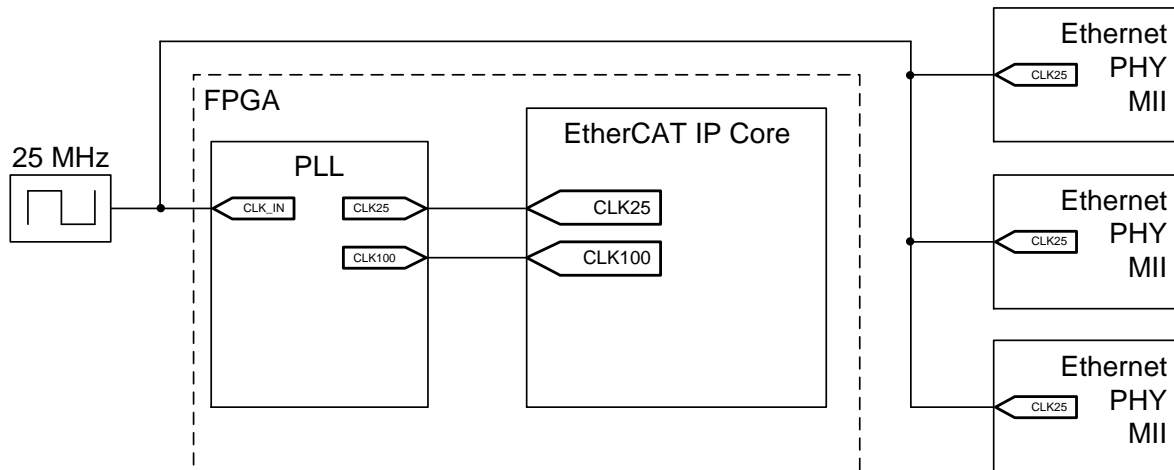 25 MHz
FPGA
PLL
CLK_IN
CLK25
CLK100
EtherCAT IP Core
CLK25
CLK100
Ethernet
PHY
MII
CLK25
Ethernet
PHY
MII
CLK25
Ethernet
PHY
MII
CLK25